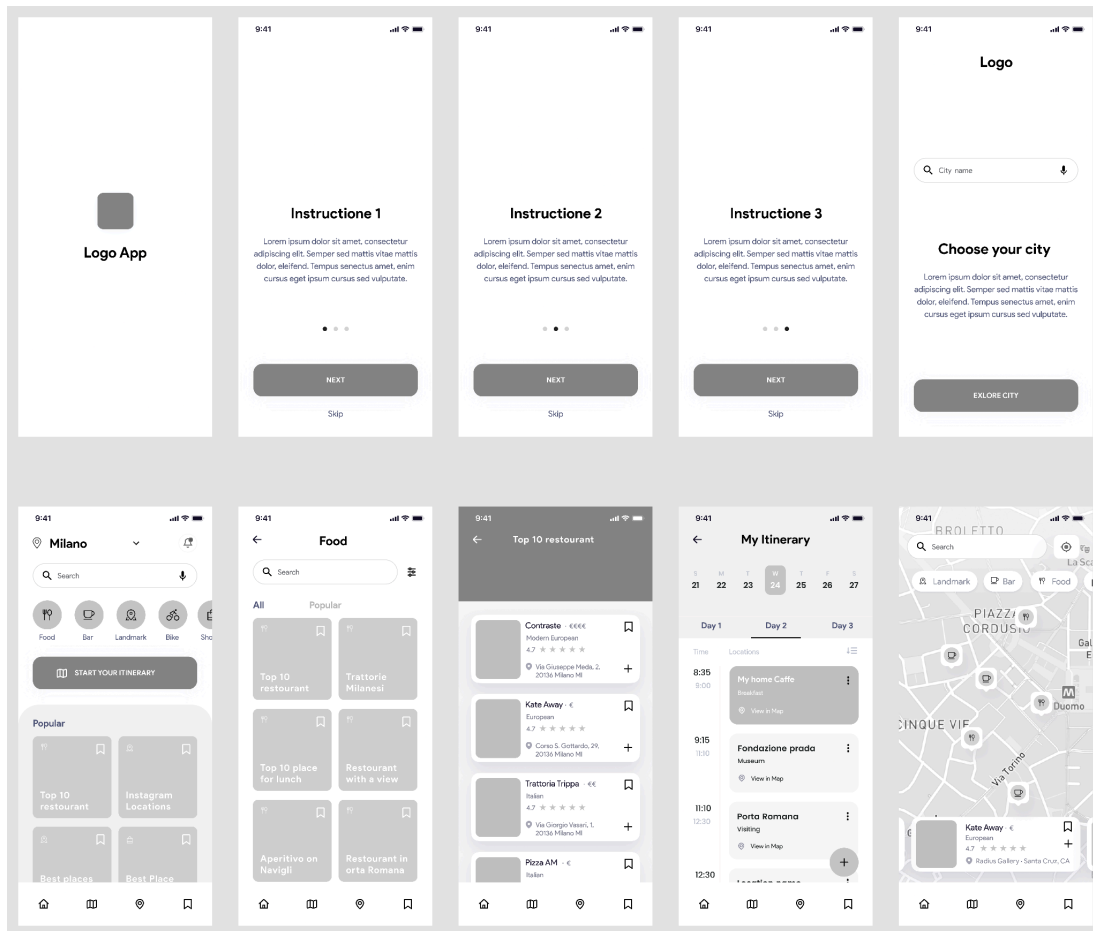 Logo App
9:41
Instructione 1
Lorem ipsum dolor sit amet, consectetur
adipiscing elit. Semper sed mattis vitae mattis
dolor, eleifend. Tempus senectus amet, enim
cursus eget ipsum cursus sed vulputate.
NEXT
Skip
9:41
Instructione 2
Lorem ipsum dolor sit amet, consectetur
adipiscing elit. Semper sed mattis vitae mattis
dolor, eleifend. Tempus senectus amet, enim
cursus eget ipsum cursus sed vulputate.
NEXT
Skip
9:41
Instructione 3
Lorem ipsum dolor sit amet, consectetur
adipiscing elit. Semper sed mattis vitae mattis
dolor, eleifend. Tempus senectus amet, enim
cursus eget ipsum cursus sed vulputate.
NEXT
Skip
9:41
Logo
City name
Choose your city
Lorem ipsum dolor sit amet, consectetur
adipiscing elit. Semper sed mattis vitae mattis
dolor, eleifend. Tempus senectus amet, enim
cursus eget ipsum cursus sed vulputate.
EXLORE CITY
9:41
Milano
Search
Food Bar Landmark Bike Sho
START YOUR ITINERARY
Popular
Top 10
restourant
Instagram
Locations
Best places
Best Place
9:41
Food
Search
All Popular
Top 10
restourant
Trattorie
Milanesi
Top 10 place
for lunch
Restourant
with a view
Aperitivo on
Navigli
Restourant in
orta Romana
9:41
Top 10 restourant
Contraste · €€€€
Modern European
4.7
Via Giuseppe Meda, 2,
20136 Milano MI
Kate Away · €
European
4.7
Corso S. Gottardo, 29,
20136 Milano MI
Trattoria Trippa · €€
Italian
4.7
Via Giorgio Vasari, 1,
20136 Milano MI
Pizza AM · €
Italian
9:41
My Itinerary
S M T W T F S
21 22 23 24 25 26 27
Day 1 Day 2 Day 3
Time Locations
8:35
9:00
My home Caffe
Breakfast
View in Map
9:15
11:10
Fondazione prada
Museum
View in Map
11:10
12:30
Porta Romana
Visiting
View in Map
12:30
Location name
9:41
BROLETTO
Search
La Sca
Landmark Bar Food
PIAZZA
CORDUSIO
Gal
E
M
Duomo
CINQUE VIE
Via Torino
Kate Away · €
European
4.7
Radius Gallery · Santa Cruz, CA